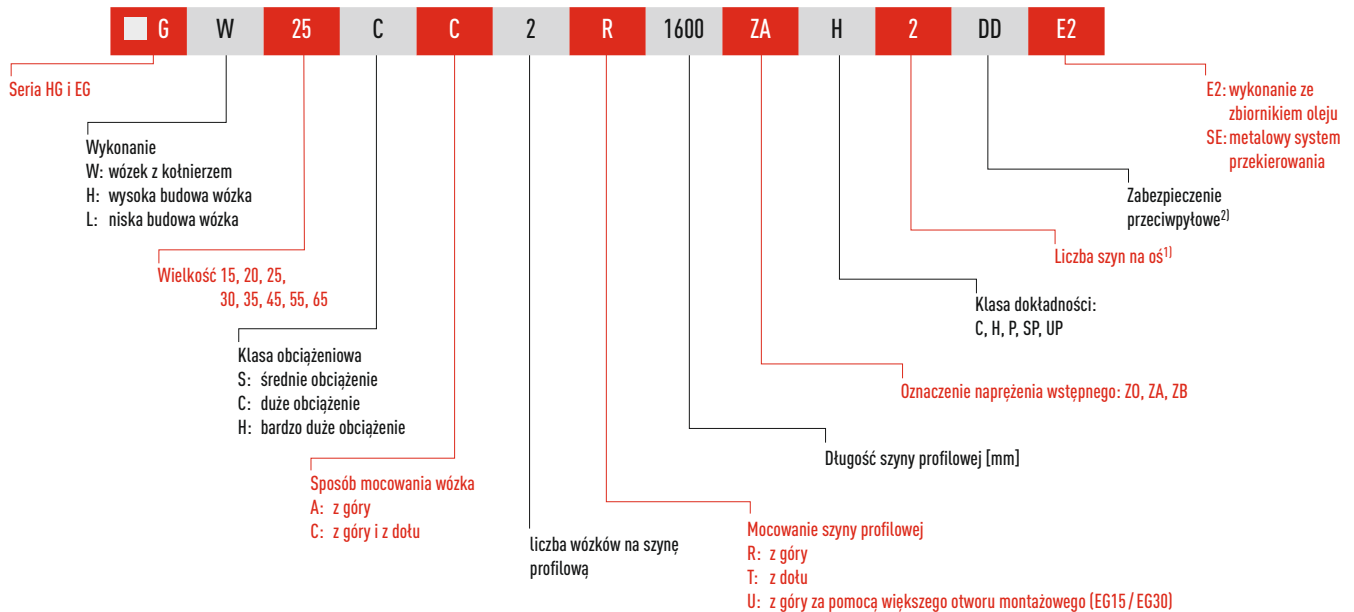 G W 25 C C 2 R 1600 ZA H 2 DD E2
Seria HG i EG
Wykonanie
W: wózek z kołnierzem
H: wysoka budowa wózka
L: niska budowa wózka
Wielkość 15, 20, 25,
30, 35, 45, 55, 65
Klasa obciążeniowa
S: średnie obciążenie
C: duże obciążenie
H: bardzo duże obciążenie
Sposób mocowania wózka
A: z góry
C: z góry i z dołu
liczba wózków na szynę
profilową
Mocowanie szyny profilowej
R: z góry
T: z dołu
U: z góry za pomocą większego otworu montażowego (EG15 / EG30)
Długość szyny profilowej [mm]
Oznaczenie naprężenia wstępnego: ZO, ZA, ZB
Klasa dokładności:
C, H, P, SP, UP
Liczba szyn na oś1)
Zabezpieczenie
przeciwpyłowe2)
E2: wykonanie ze
zbiornikiem oleju
SE: metalowy system
przekierowania